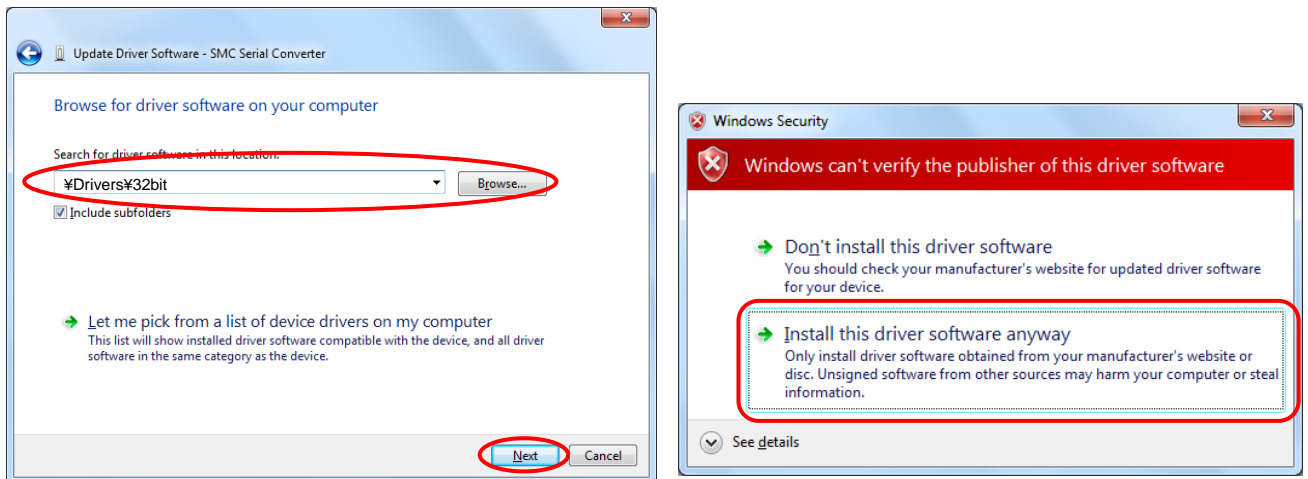 Update Driver Software - SMC Serial Converter
Browse for driver software on your computer
Search for driver software in this location:
¥Drivers¥32bit
Browse...
Include subfolders
Let me pick from a list of device drivers on my computer
This list will show installed driver software compatible with the device, and all driver
software in the same category as the device.
Next
Cancel
Windows Security
Windows can't verify the publisher of this driver software
Don't install this driver software
You should check your manufacturer's website for updated driver software
for your device.
Install this driver software anyway
Only install driver software obtained from your manufacturer's website or
disc. Unsigned software from other sources may harm your computer or steal
information.
See details